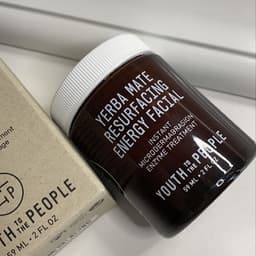 YERBA MATE
RESURFACING
ENERGY FACIAL
INSTANT
MICRODERMABRASION
ENZYME TREATMENT
YOUTH TO THE PEOPLE
59 ML • 2 FL OZ
TO THE PEOPLE
59 ML • 2 FL OZ